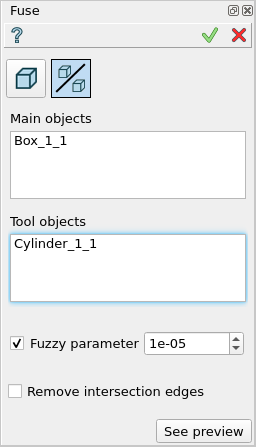 Fuse
Main objects
Box_1_1
Tool objects
Cylinder_1_1
Fuzzy parameter 1e-05
Remove intersection edges
See preview